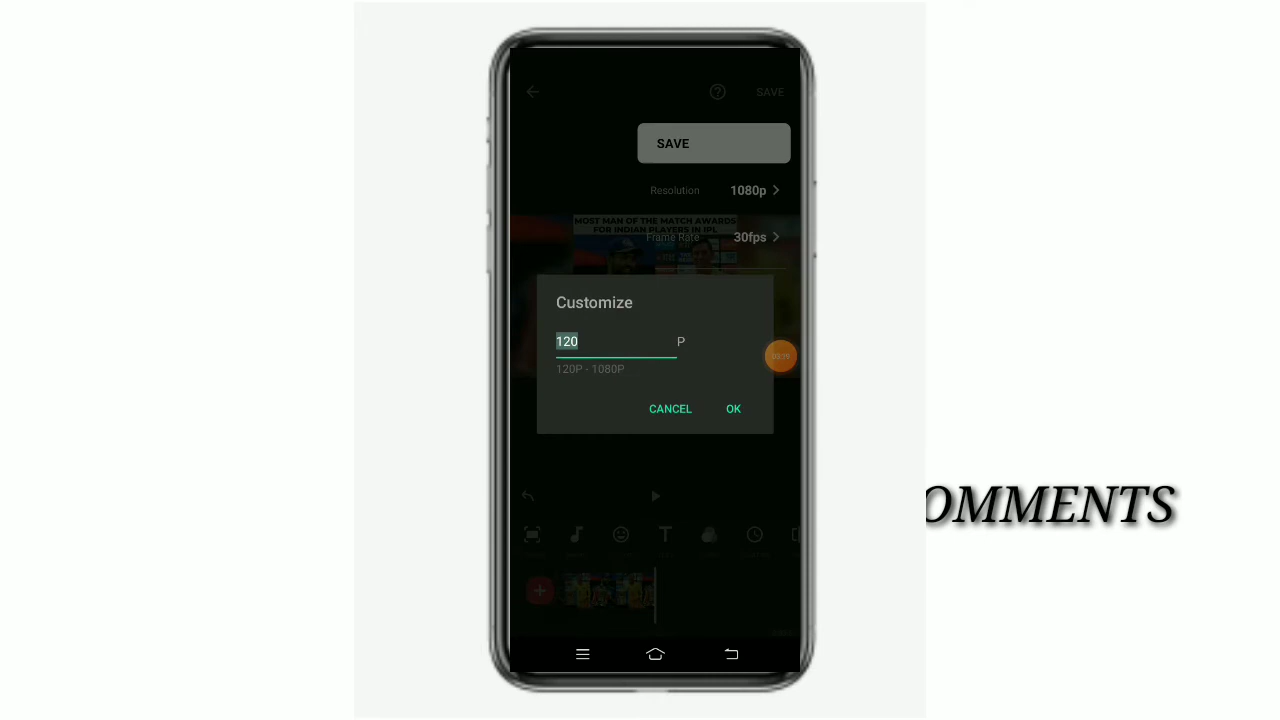 SAVE
SAVE
Resolution 1080p
MOST MAN OF THE MATCH AWARDS
FOR INDIAN PLAYERS IN IPL
Frame Rate 30fps
Customize
120 P
120P - 1080P
CANCEL OK
OMMENTS